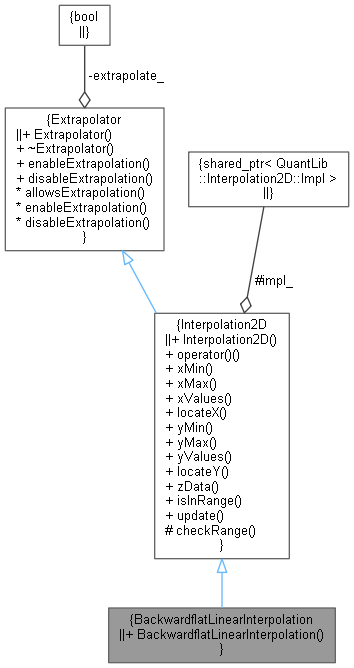 {bool
||}
-extrapolate_
{Extrapolator
||+ Extrapolator()
+ ~Extrapolator()
+ enableExtrapolation()
+ disableExtrapolation()
* allowsExtrapolation()
* enableExtrapolation()
* disableExtrapolation()
}
{shared_ptr< QuantLib
::Interpolation2D::Impl >
||}
#impl_
{Interpolation2D
||+ Interpolation2D()
+ operator()()
+ xMin()
+ xMax()
+ xValues()
+ locateX()
+ yMin()
+ yMax()
+ yValues()
+ locateY()
+ zData()
+ isInRange()
+ update()
# checkRange()
}
{BackwardflatLinearInterpolation
||+ BackwardflatLinearInterpolation()
}